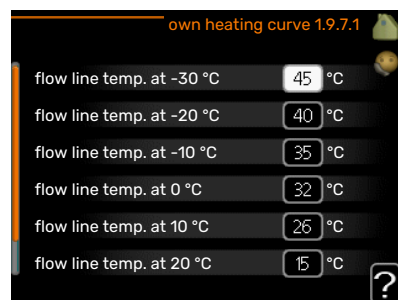 own heating curve 1.9.7.1
flow line temp. at -30 °C 45 °C
flow line temp. at -20 °C 40 °C
flow line temp. at -10 °C 35 °C
flow line temp. at 0 °C 32 °C
flow line temp. at 10 °C 26 °C
flow line temp. at 20 °C 15 °C
?